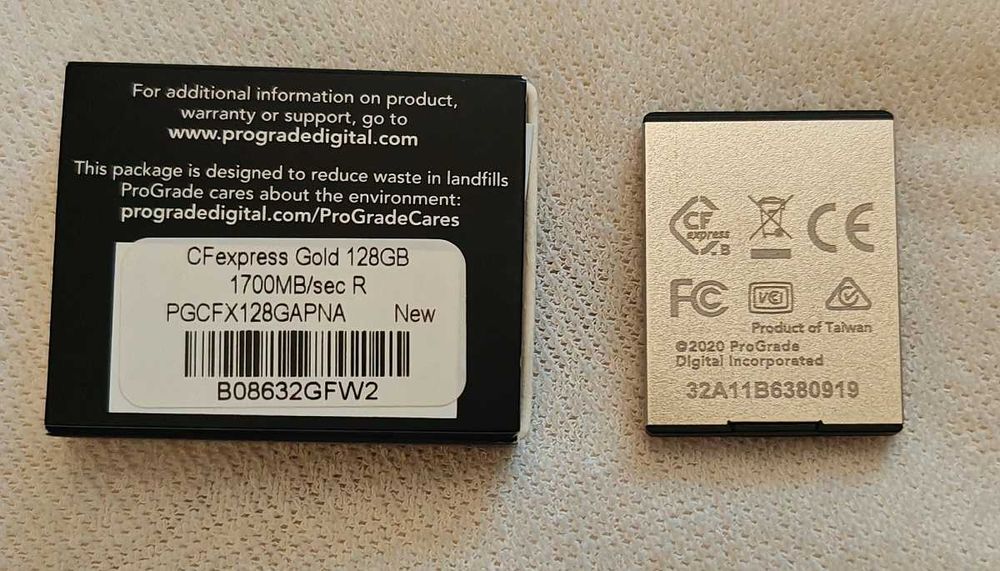 For additional information on product,
warranty or support, go to
www.progradedigital.com
This package is designed to reduce waste in landfills
ProGrade cares about the environment:
progradedigital.com/ProGradeCares
CFexpress Gold 128GB
1700MB/sec R
PGCFX128GAPNA New
B08632GFW2
CF
express
B
CE
FC
VCI
Product of Taiwan
©2020 ProGrade
Digital Incorporated
32A11B6380919